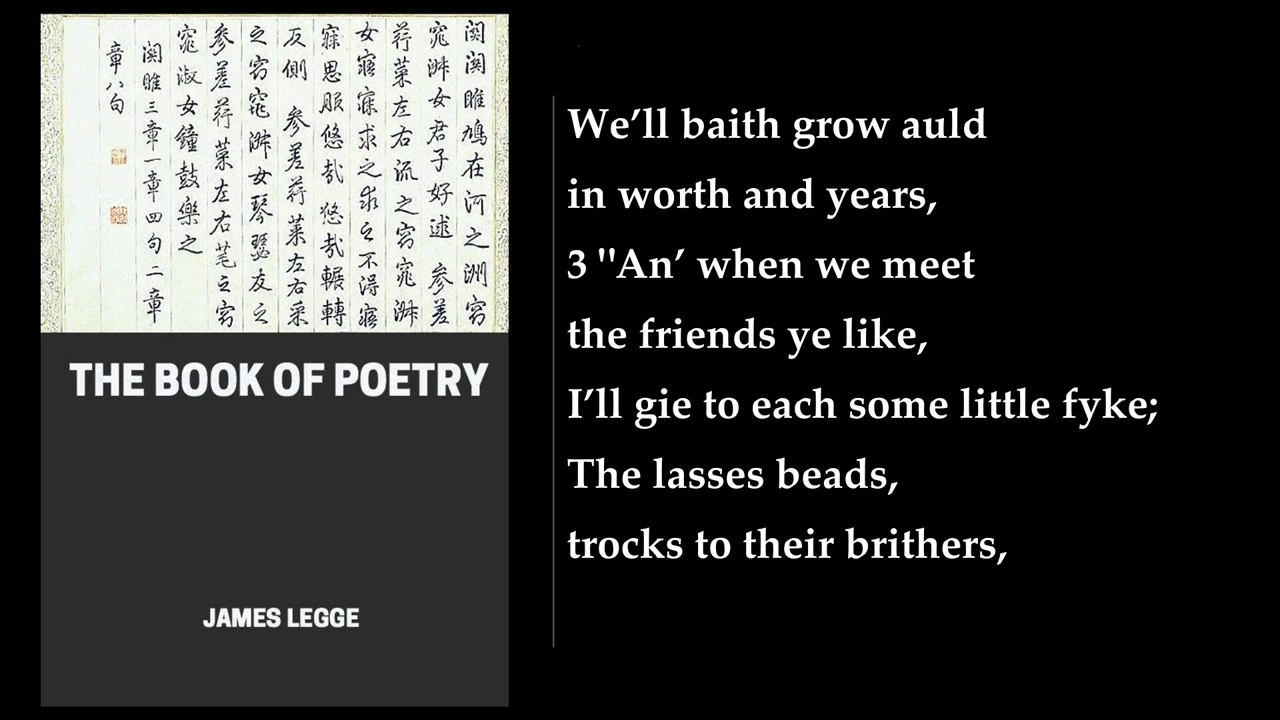 關關雎鳩在河之洲窈
窕淑女君子好逑 參差
荇菜左右流之窈窕淑
女寤寐求之求之不得寤
寐思服悠哉悠哉輾轉
反側 參差荇菜左右采
之窈窕淑女琴瑟友之
參差荇菜左右芼之窈
窕淑女鐘鼓樂之
關雎三章一章四句二章
章八句
THE BOOK OF POETRY
JAMES LEGGE
We’ll baith grow auld
in worth and years,
3 "An’ when we meet
the friends ye like,
I’ll gie to each some little fyke;
The lasses beads,
trocks to their brithers,